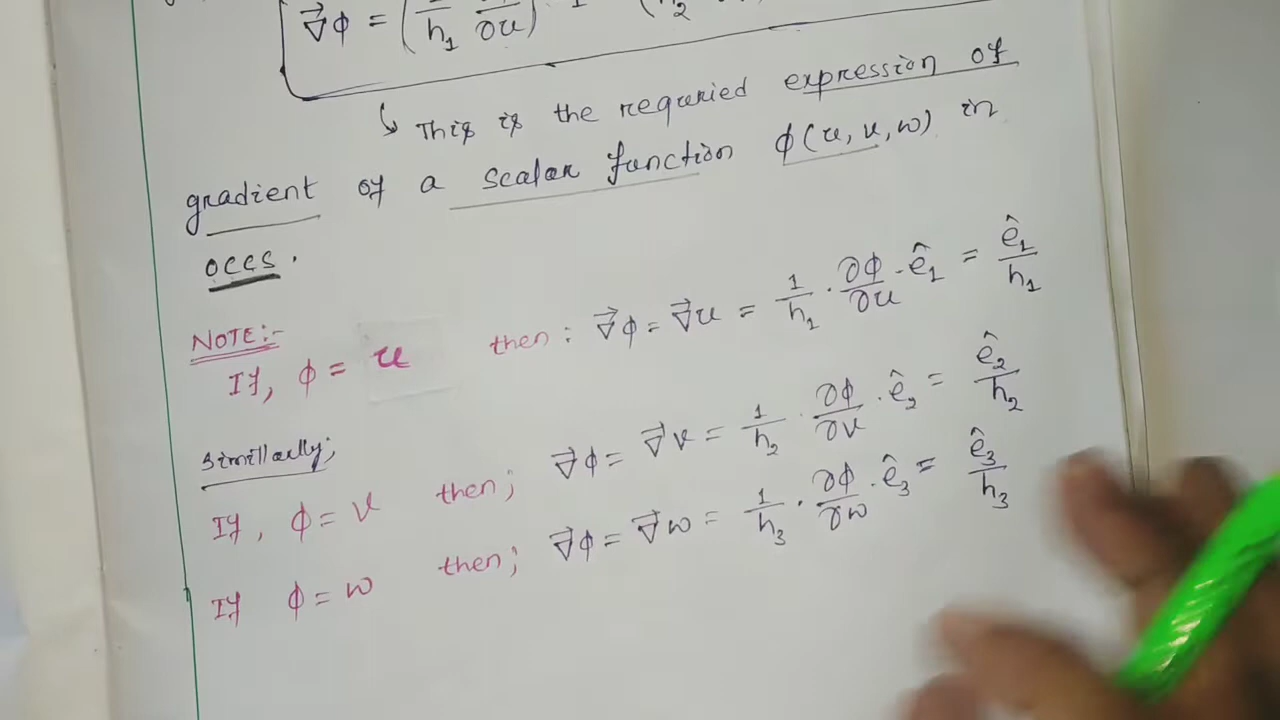 ∇⃗ϕ = (1/h₁ ∂ϕ/∂u)
↳ This is the requried expression of
gradient of a scalar function ϕ(u, v, w) in
OCCS.
NOTE:-
If, ϕ = u then : ∇⃗ϕ = ∇⃗u = 1/h₁ · ∂ϕ/∂u · ê₁ = ê₁/h₁
Simillarlly;
If, ϕ = v then; ∇⃗ϕ = ∇⃗v = 1/h₂ · ∂ϕ/∂v · ê₂ = ê₂/h₂
If ϕ = w then; ∇⃗ϕ = ∇⃗w = 1/h₃ · ∂ϕ/∂w · ê₃ = ê₃/h₃